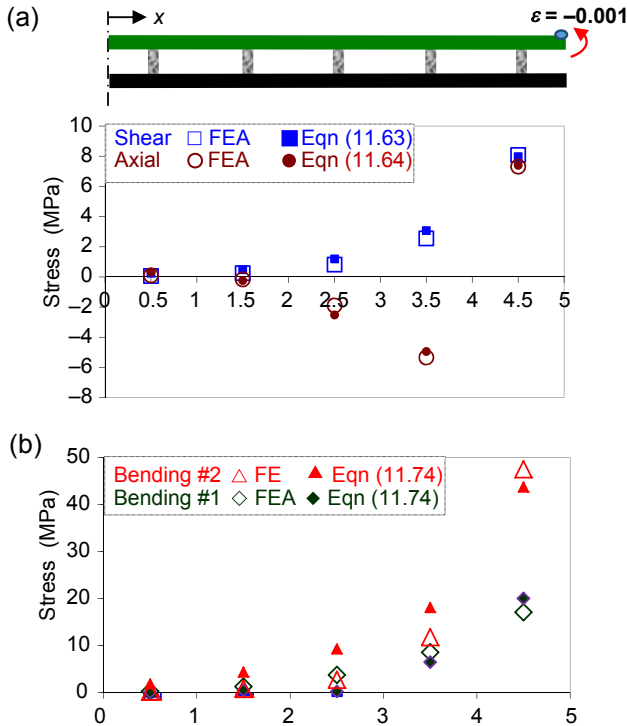 (a)
x
ε = –0.001
Shear □ FEA ■ Eqn (11.63)
Axial ○ FEA ● Eqn (11.64)
Stress (MPa)
10
8
6
4
2
0
–2
–4
–6
–8
0 0.5 1 1.5 2 2.5 3 3.5 4 4.5 5
(b)
Bending #2 △ FE ▲ Eqn (11.74)
Bending #1 ◇ FEA ◆ Eqn (11.74)
Stress (MPa)
50
40
30
20
10
0
0 1 2 3 4 5